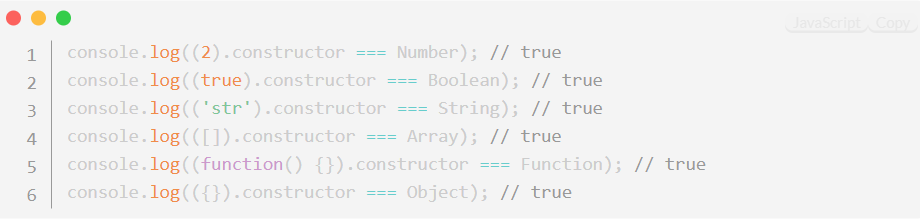 JavaScript Copy
1 console.log((2).constructor === Number); // true
2 console.log((true).constructor === Boolean); // true
3 console.log(('str').constructor === String); // true
4 console.log(([]).constructor === Array); // true
5 console.log((function() {}).constructor === Function); // true
6 console.log(({}).constructor === Object); // true